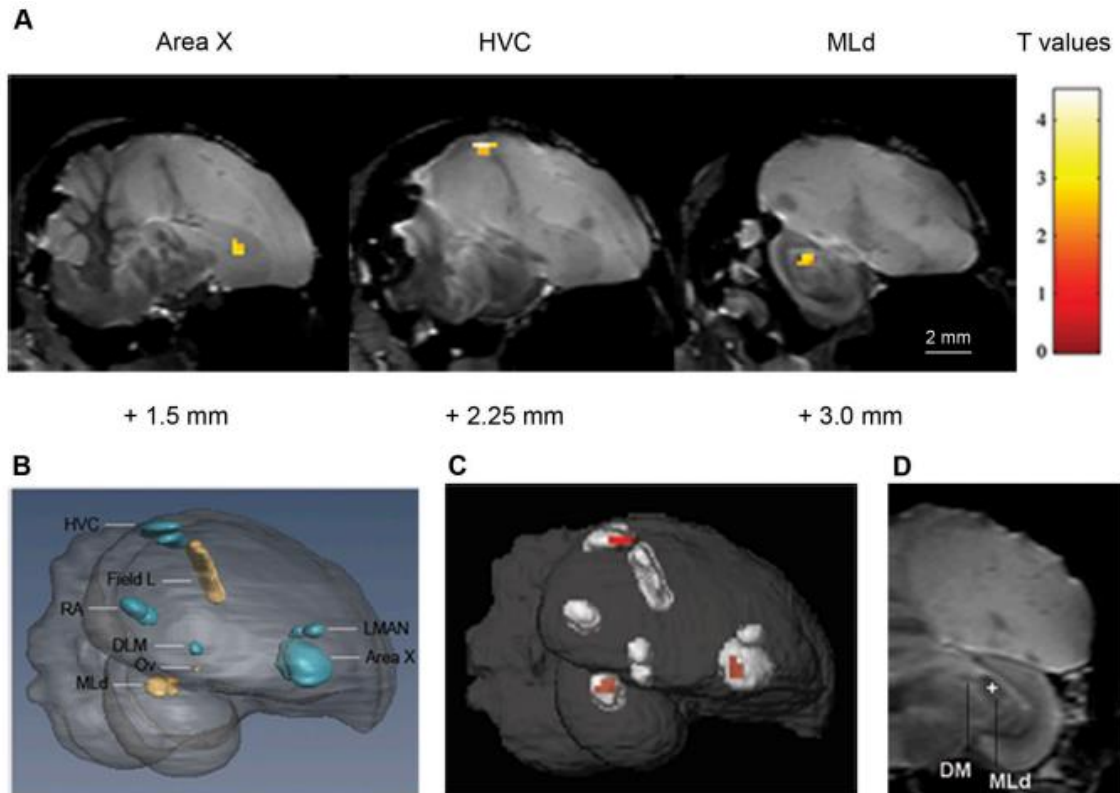 A
Area X HVC MLd T values
4
3
2
1
0
2 mm
+ 1.5 mm + 2.25 mm + 3.0 mm
B C D
HVC
Field L
RA
DLM
LMAN
Ov
Area X
MLd
DM
MLd